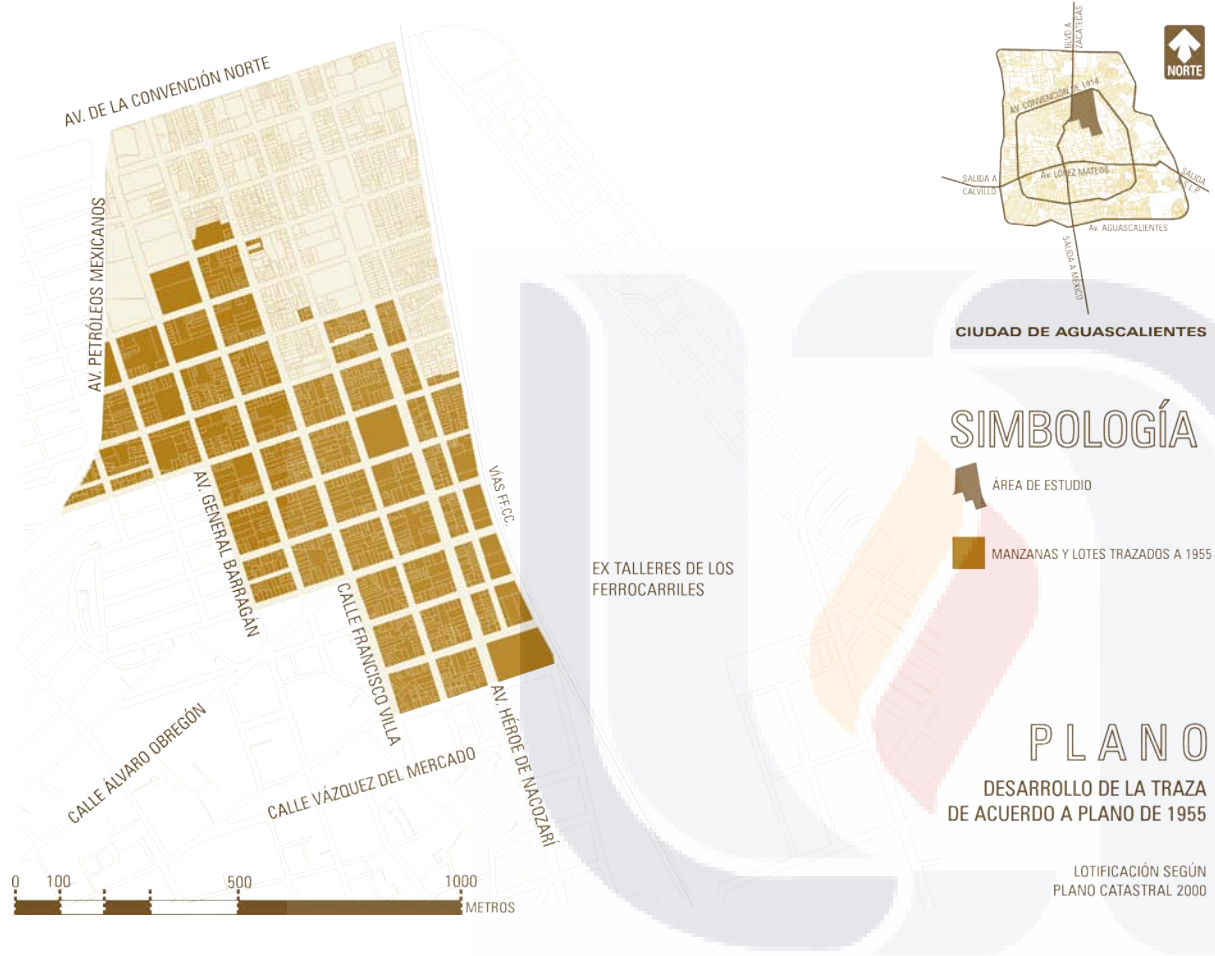 AV. DE LA CONVENCIÓN NORTE
AV. PETRÓLEOS MEXICANOS
AV. GENERAL BARRAGÁN
CALLE FRANCISCO VILLA
VÍAS FF.CC.
AV. HÉROE DE NACOZARÍ
CALLE ÁLVARO OBREGÓN
CALLE VÁZQUEZ DEL MERCADO
EX TALLERES DE LOS
FERROCARRILES
0 100 500 1000
METROS
BLVD. A
ZACATECAS
NORTE
AV. CONVENCIÓN DE 1914
SALIDA A
CALVILLO
Av. LÓPEZ MATEOS
SALIDA
A S.L.P.
Av. AGUASCALIENTES
SALIDA A MÉXICO
CIUDAD DE AGUASCALIENTES
SIMBOLOGÍA
ÁREA DE ESTUDIO
MANZANAS Y LOTES TRAZADOS A 1955
PLANO
DESARROLLO DE LA TRAZA
DE ACUERDO A PLANO DE 1955
LOTIFICACIÓN SEGÚN
PLANO CATASTRAL 2000